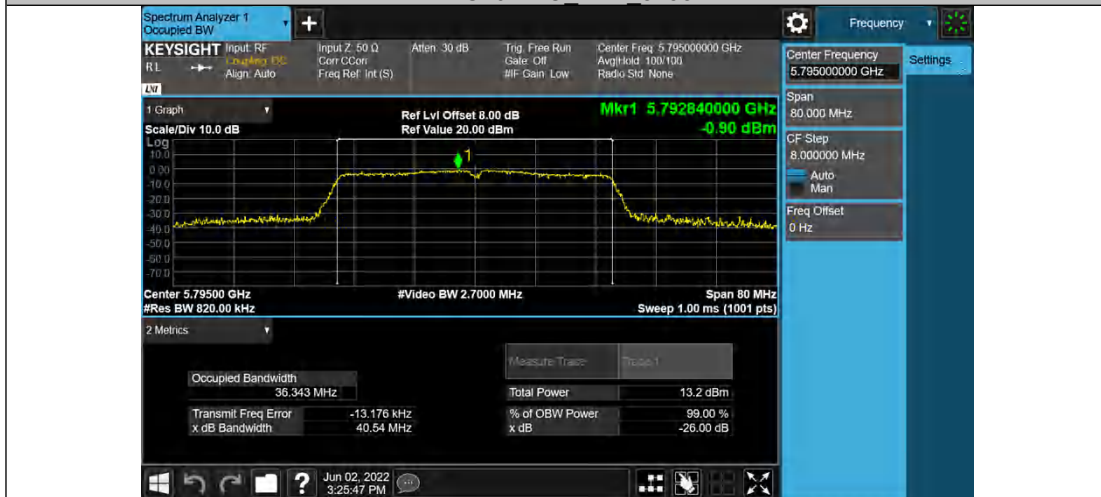 Spectrum Analyzer 1
Occupied BW
+
Frequency
KEYSIGHT Input: RF
Coupling: DC
Align: Auto
RL
LNI
Input Z: 50 Ω
Corr CCorr
Freq Ref: Int (S)
Atten: 30 dB
Trig: Free Run
Gate: Off
#IF Gain: Low
Center Freq: 5.795000000 GHz
Avg|Hold: 100/100
Radio Std: None
Center Frequency
5.795000000 GHz
Settings
Span
80.000 MHz
CF Step
8.000000 MHz
Auto
Man
Freq Offset
0 Hz
1 Graph
Scale/Div 10.0 dB
Ref Lvl Offset 8.00 dB
Ref Value 20.00 dBm
Mkr1 5.792840000 GHz
-0.90 dBm
Log
10.0
0.00
-10.0
-20.0
-30.0
-40.0
-50.0
-60.0
-70.0
1
Center 5.79500 GHz
#Res BW 820.00 kHz
#Video BW 2.7000 MHz
Span 80 MHz
Sweep 1.00 ms (1001 pts)
2 Metrics
Measure Trace Trace 1
Occupied Bandwidth
36.343 MHz
Total Power 13.2 dBm
Transmit Freq Error -13.176 kHz
% of OBW Power 99.00 %
x dB Bandwidth 40.54 MHz
x dB -26.00 dB
?
Jun 02, 2022
3:25:47 PM